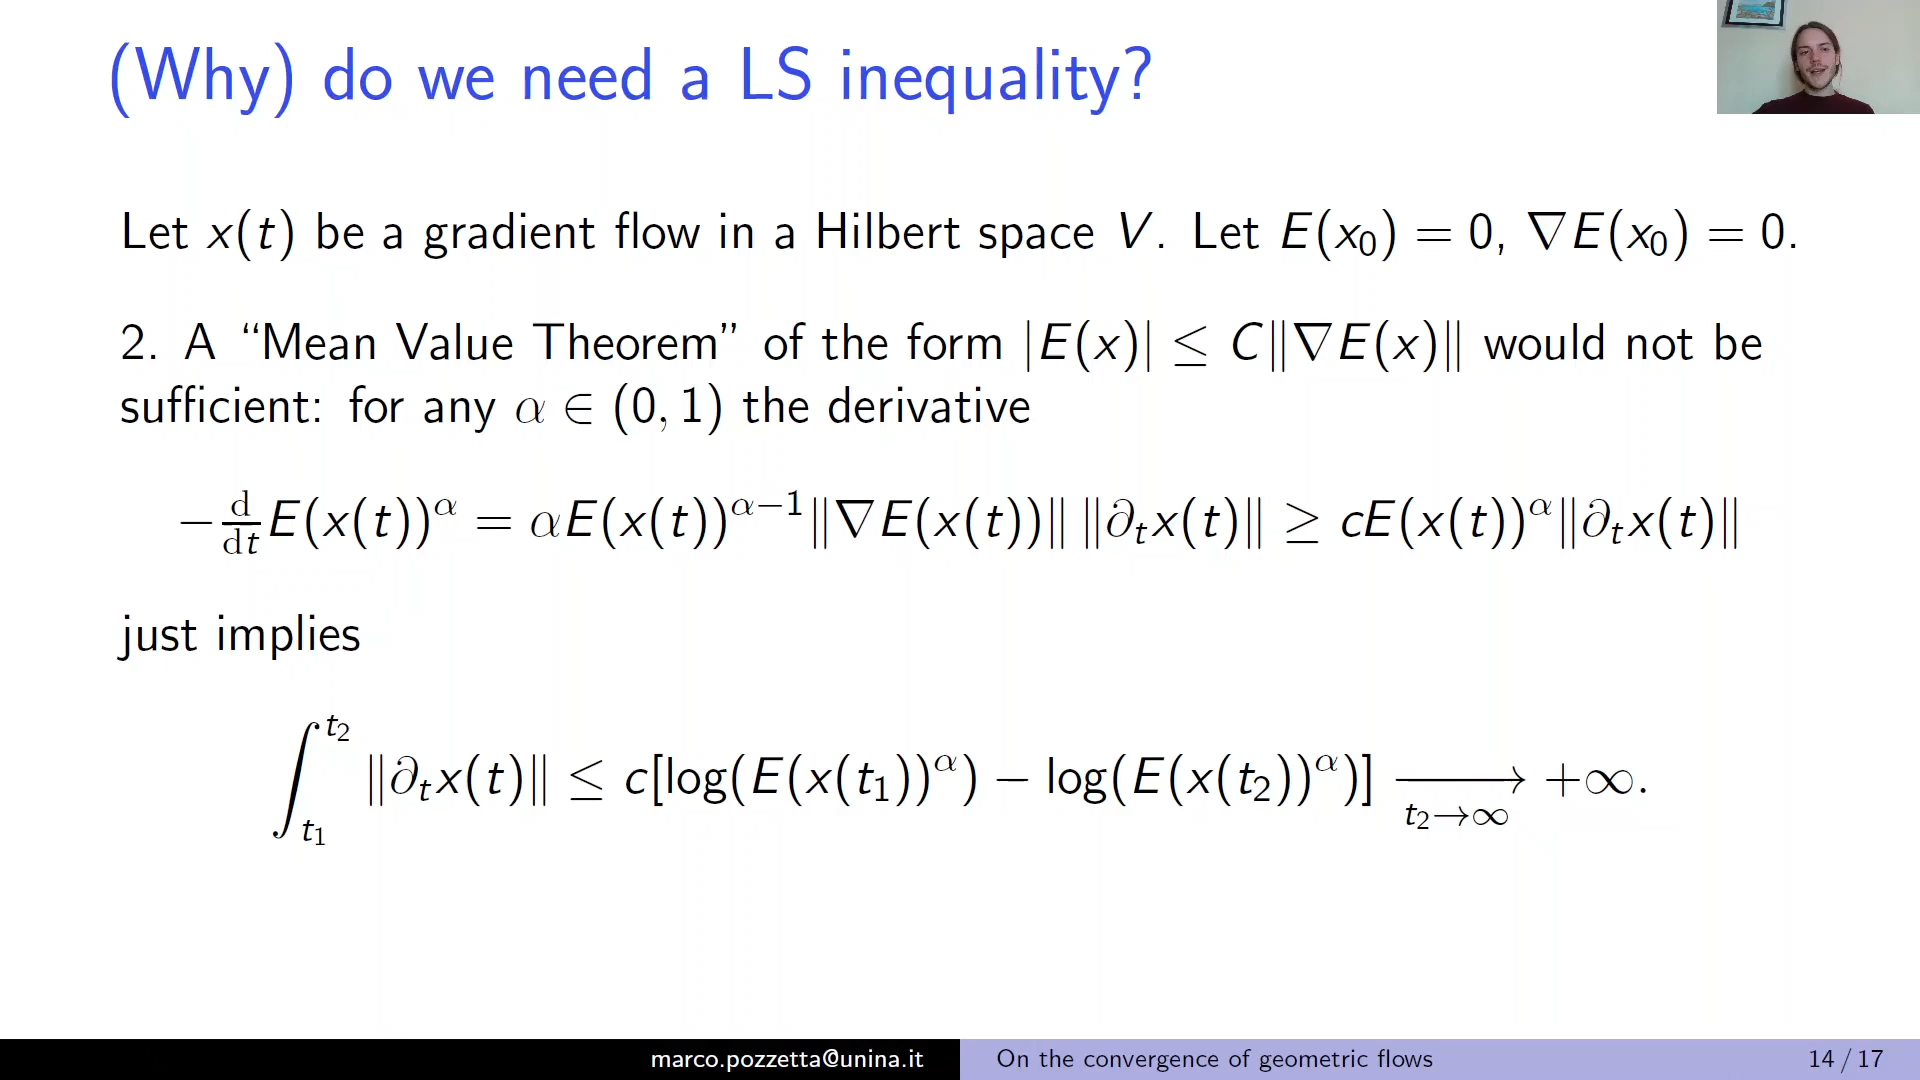 (Why) do we need a LS inequality?
Let x(t) be a gradient flow in a Hilbert space V. Let E(x₀) = 0, ∇E(x₀) = 0.
2. A “Mean Value Theorem” of the form |E(x)| ≤ C‖∇E(x)‖ would not be
sufficient: for any α ∈ (0, 1) the derivative
−d/dt E(x(t))^α = αE(x(t))^{α−1}‖∇E(x(t))‖ ‖∂ₜx(t)‖ ≥ cE(x(t))^α‖∂ₜx(t)‖
just implies
∫_{t₁}^{t₂} ‖∂ₜx(t)‖ ≤ c[log(E(x(t₁))^α) − log(E(x(t₂))^α)] ⟶_{t₂→∞} +∞.
marco.pozzetta@unina.it On the convergence of geometric flows 14 / 17